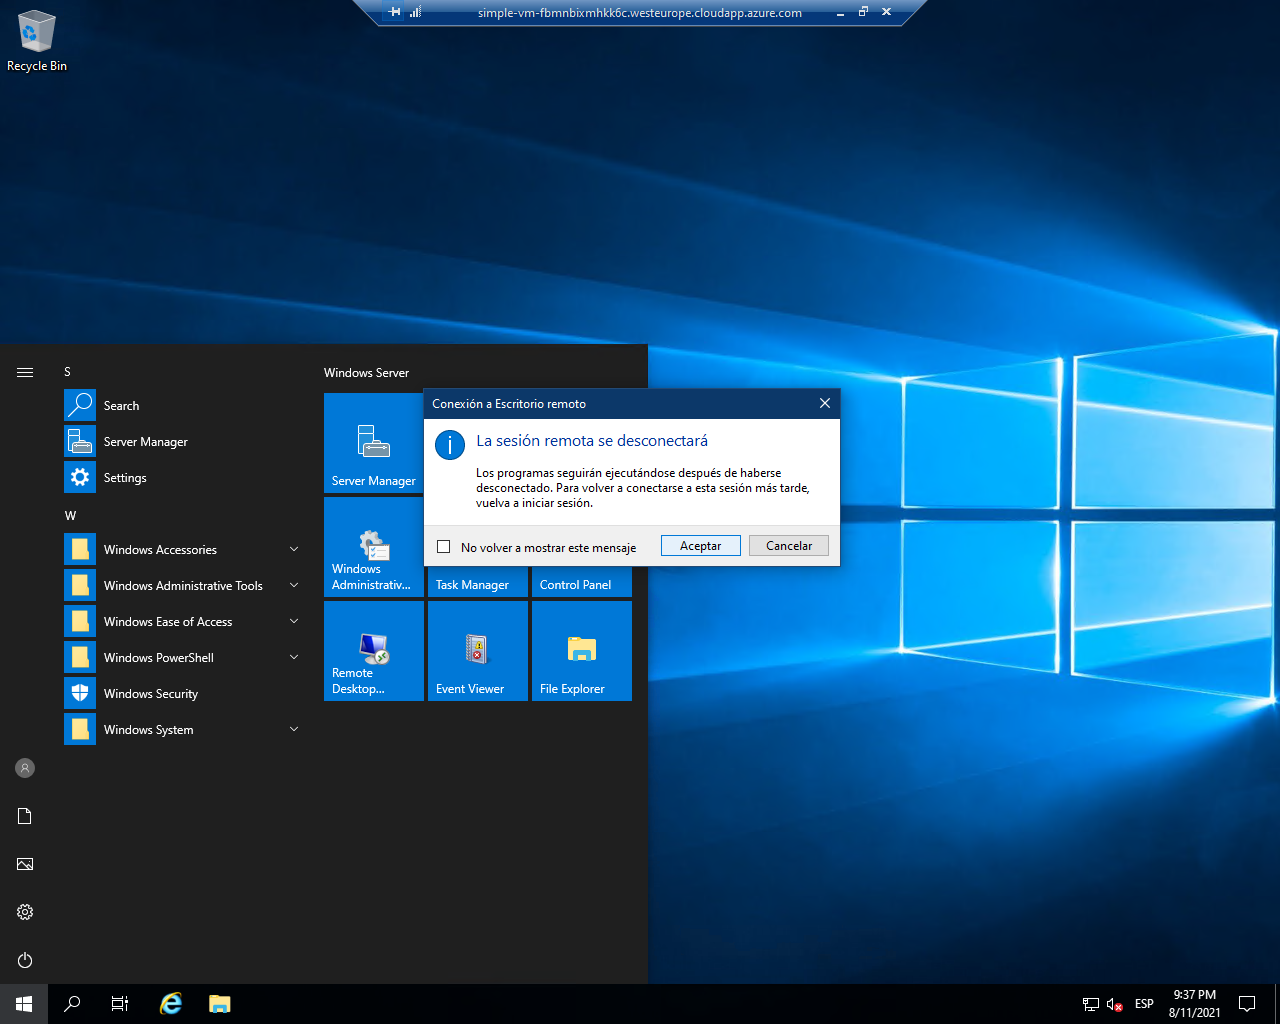 simple-vm-fbmnbixmhkk6c.westeurope.cloudapp.azure.com
Recycle Bin
S
Search
Server Manager
Settings
W
Windows Accessories
Windows Administrative Tools
Windows Ease of Access
Windows PowerShell
Windows Security
Windows System
Windows Server
Server Manager
Windows
Administrativ...
Task Manager
Control Panel
Remote
Desktop...
Event Viewer
File Explorer
Conexión a Escritorio remoto
La sesión remota se desconectará
Los programas seguirán ejecutándose después de haberse
desconectado. Para volver a conectarse a esta sesión más tarde,
vuelva a iniciar sesión.
No volver a mostrar este mensaje
Aceptar
Cancelar
ESP
9:37 PM
8/11/2021